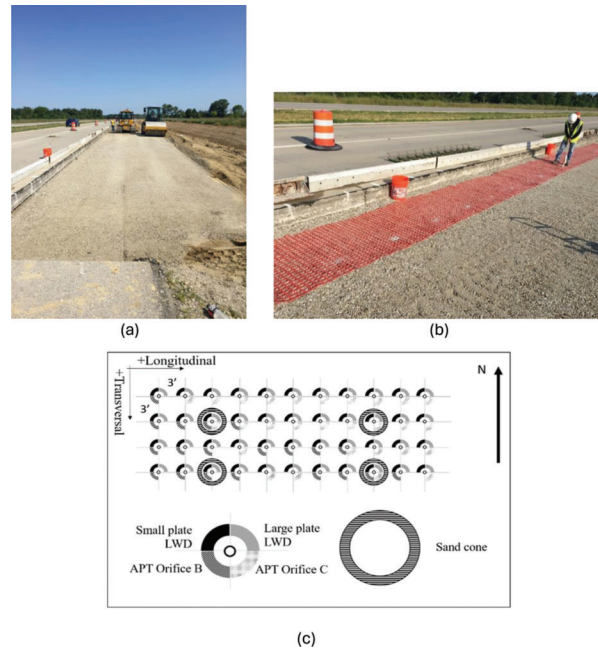 (a)
(b)
+Longitudinal
+Transversal
3’
3’
N
Small plate
LWD
Large plate
LWD
APT Orifice B
APT Orifice C
Sand cone
(c)